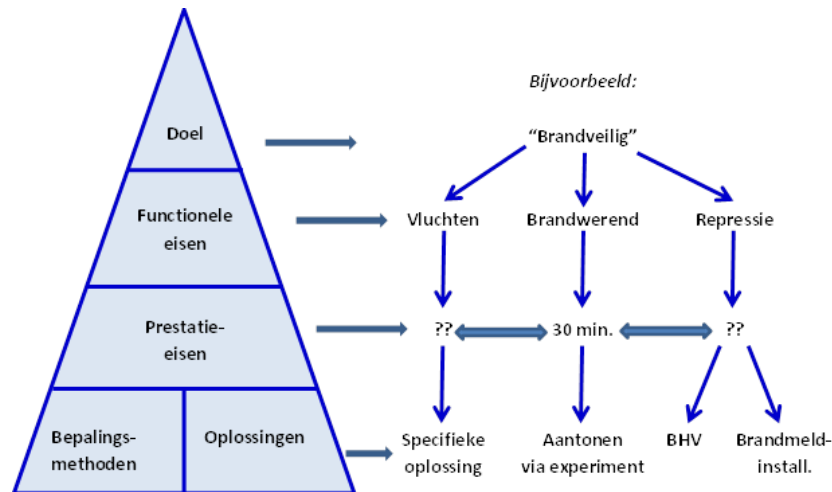 Bijvoorbeeld:
Doel
"Brandveilig"
Functionele
eisen
Vluchten
Brandwerend
Repressie
Prestatie-
eisen
??
30 min.
??
Bepalings-
methoden
Oplossingen
Specifieke
oplossing
Aantonen
via experiment
BHV
Brandmeld-
install.